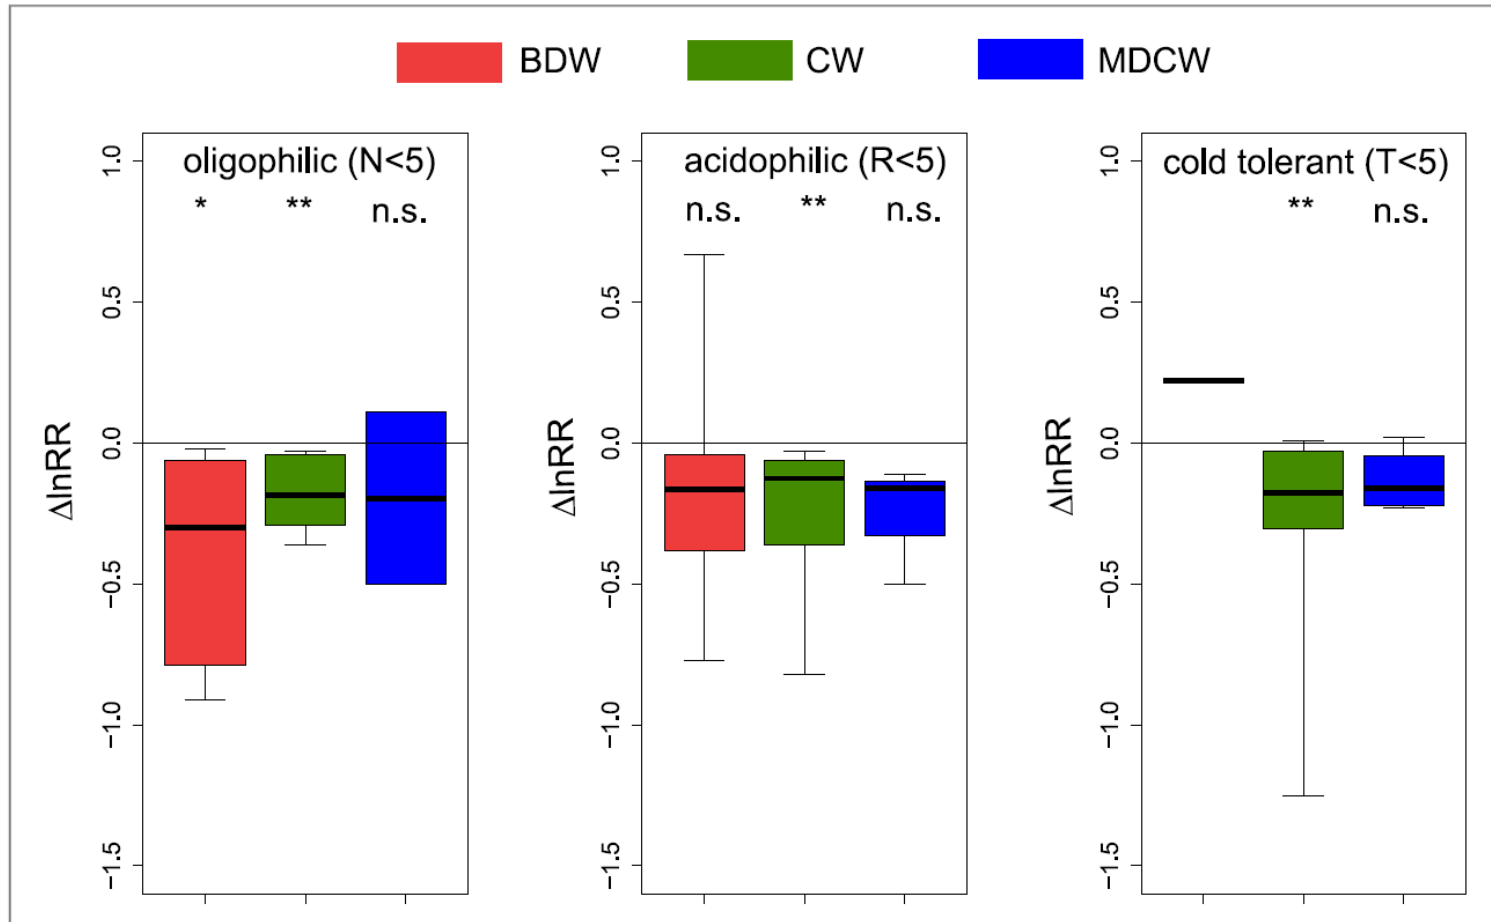 BDW CW MDCW
oligophilic (N<5)
* ** n.s.
ΔlnRR
1.0
0.5
0.0
−0.5
−1.0
−1.5
acidophilic (R<5)
n.s. ** n.s.
ΔlnRR
1.0
0.5
0.0
−0.5
−1.0
−1.5
cold tolerant (T<5)
** n.s.
ΔlnRR
1.0
0.5
0.0
−0.5
−1.0
−1.5